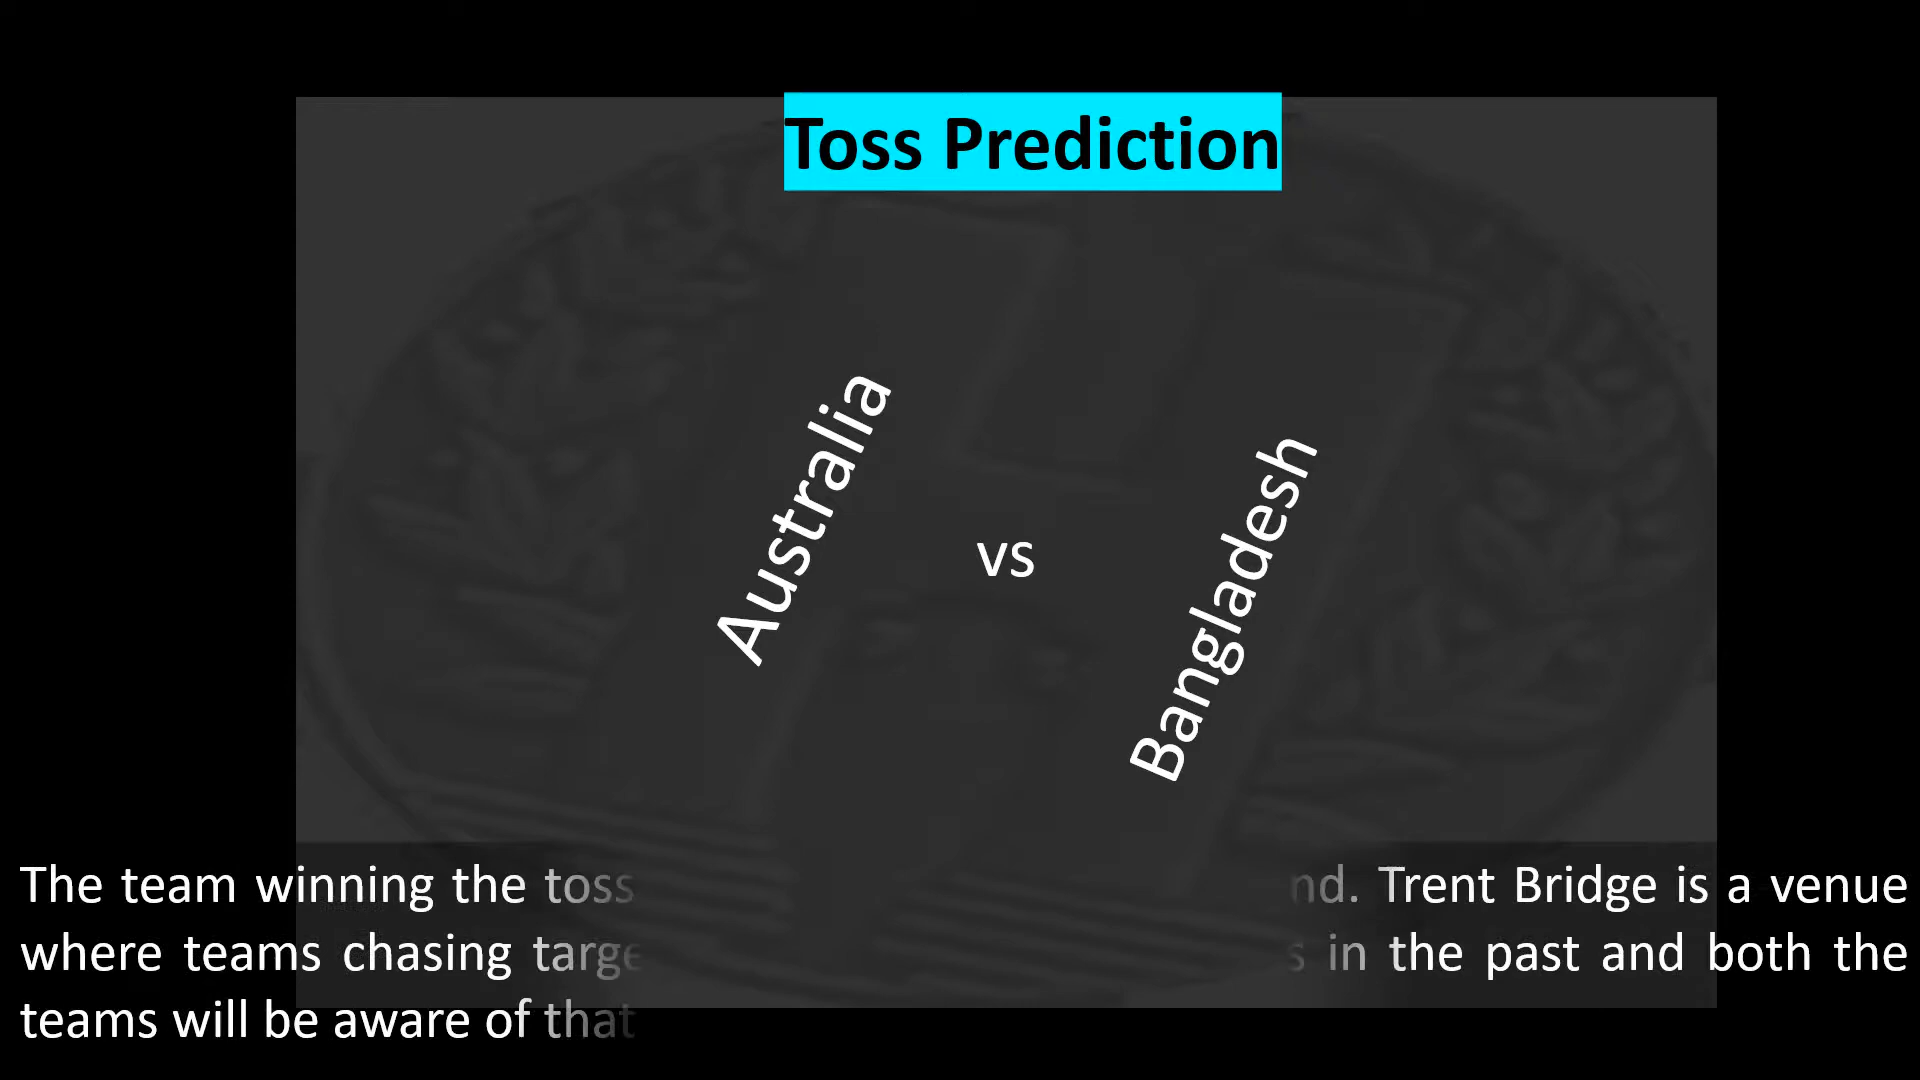 Toss Prediction
Australia
vs
Bangladesh
The team winning the toss Trent Bridge is a venue
where teams chasing in the past and both the
teams will be aware of that